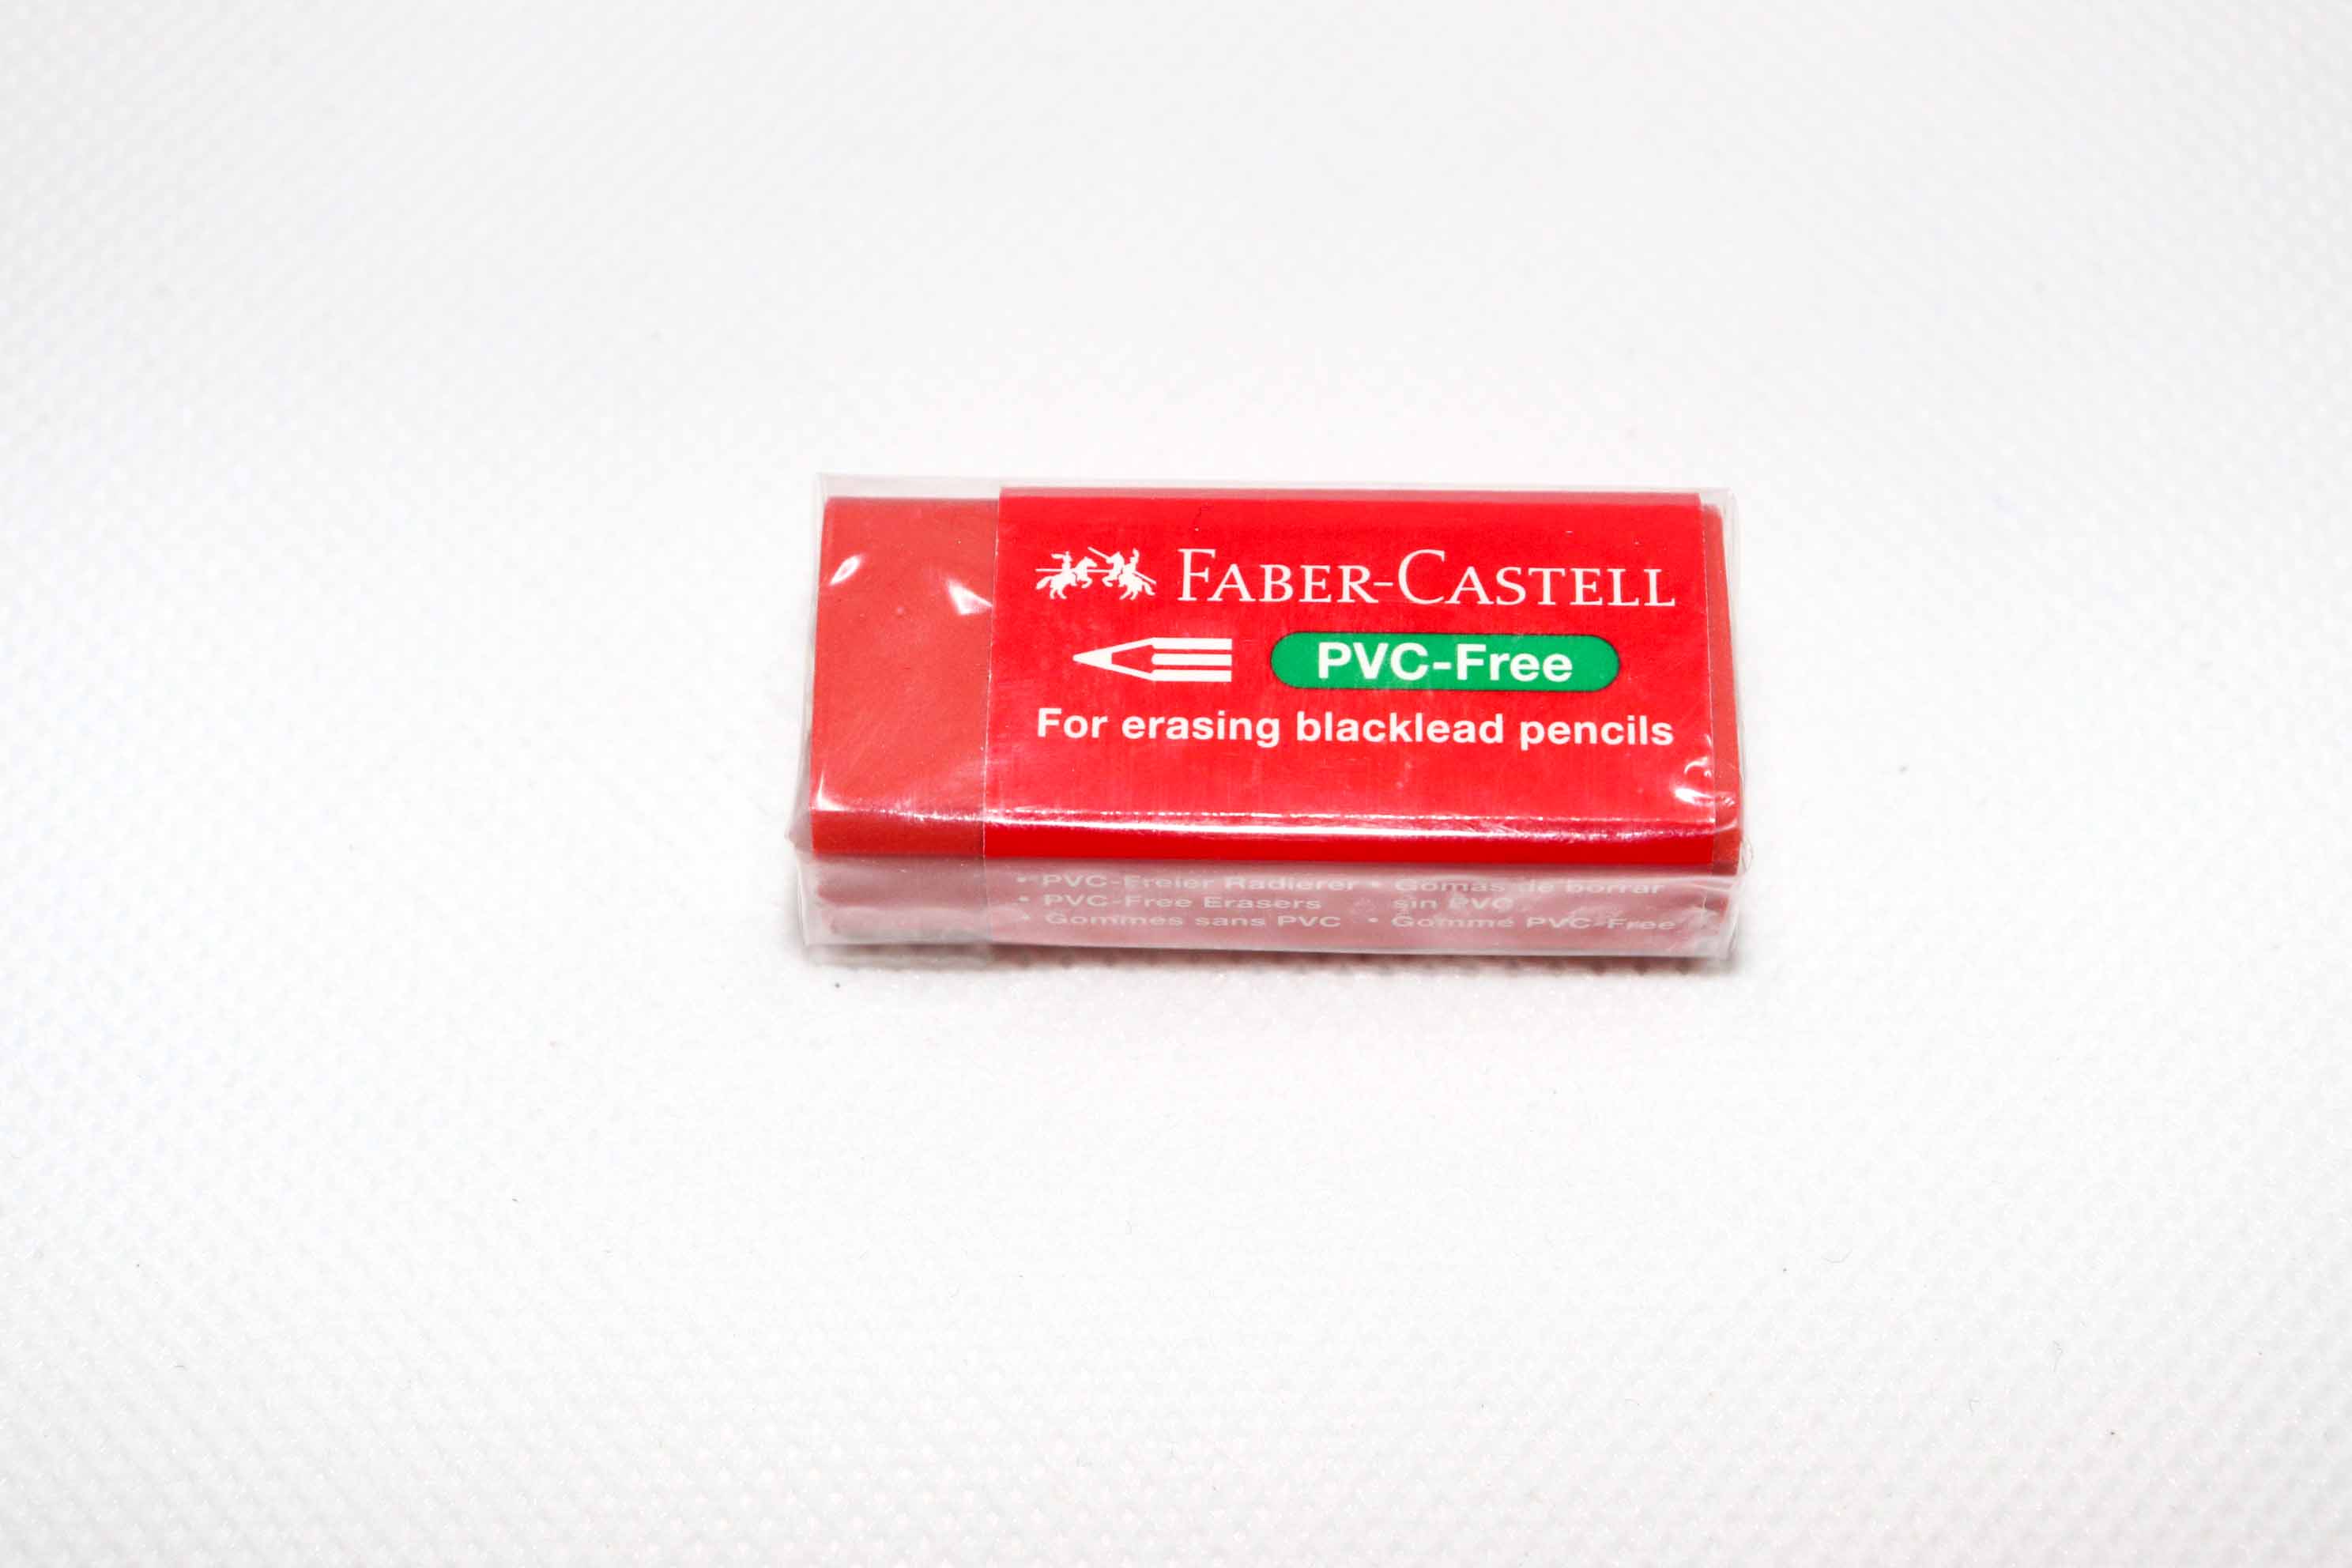 FABER-CASTELL
PVC-Free
For erasing blacklead pencils
• PVC-Freier Radierer • Gomas de borrar
• PVC-Free Erasers sin PVC
• Gommes sans PVC • Gomme PVC-Free